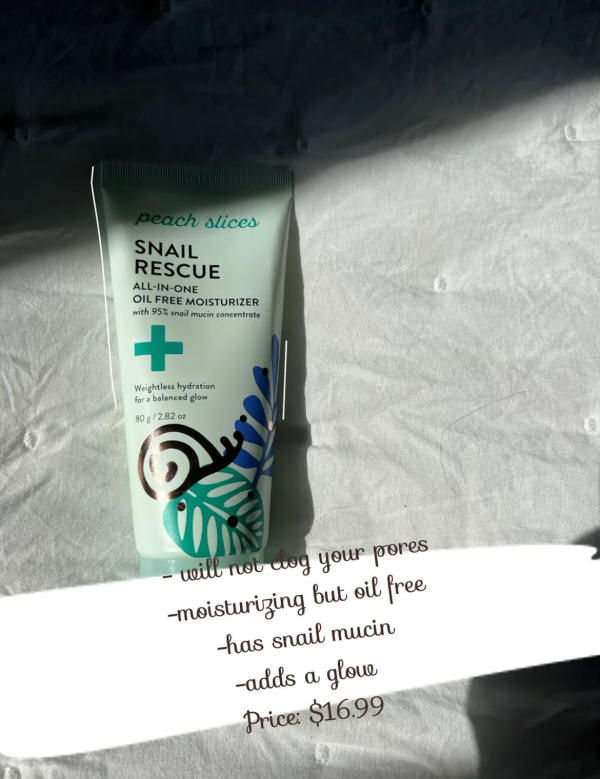 peach slices
SNAIL
RESCUE
ALL-IN-ONE
OIL FREE MOISTURIZER
with 95% snail mucin concentrate
Weightless hydration
for a balanced glow
80 g / 2.82 oz
- will not clog your pores
-moisturizing but oil free
-has snail mucin
-adds a glow
Price: $16.99